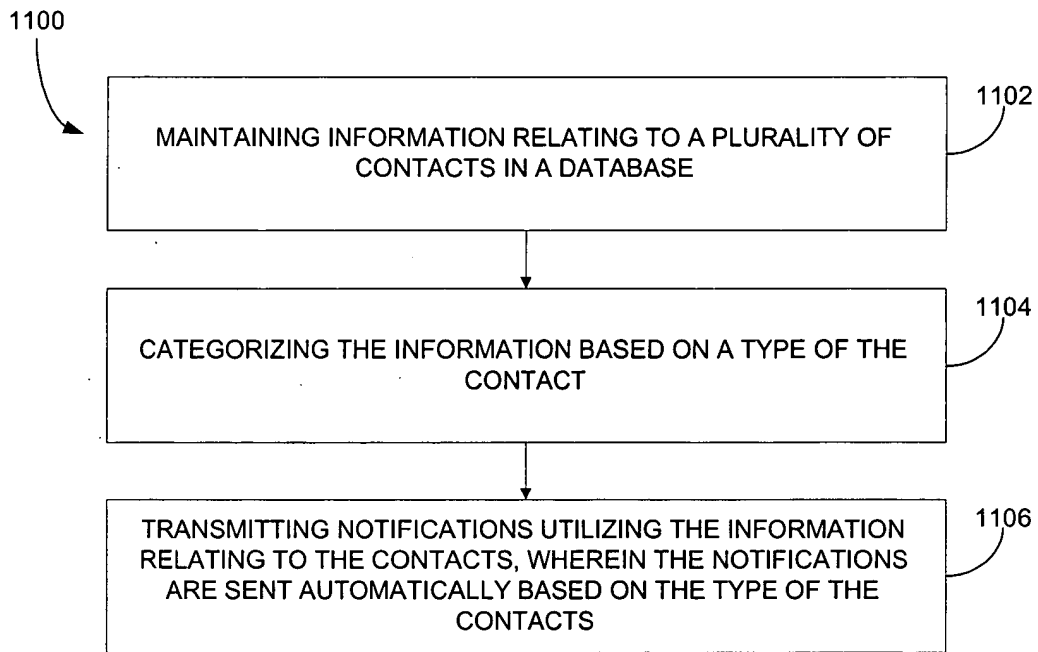 1100
1102
MAINTAINING INFORMATION RELATING TO A PLURALITY OF
CONTACTS IN A DATABASE
1104
CATEGORIZING THE INFORMATION BASED ON A TYPE OF THE
CONTACT
1106
TRANSMITTING NOTIFICATIONS UTILIZING THE INFORMATION
RELATING TO THE CONTACTS, WHEREIN THE NOTIFICATIONS
ARE SENT AUTOMATICALLY BASED ON THE TYPE OF THE
CONTACTS